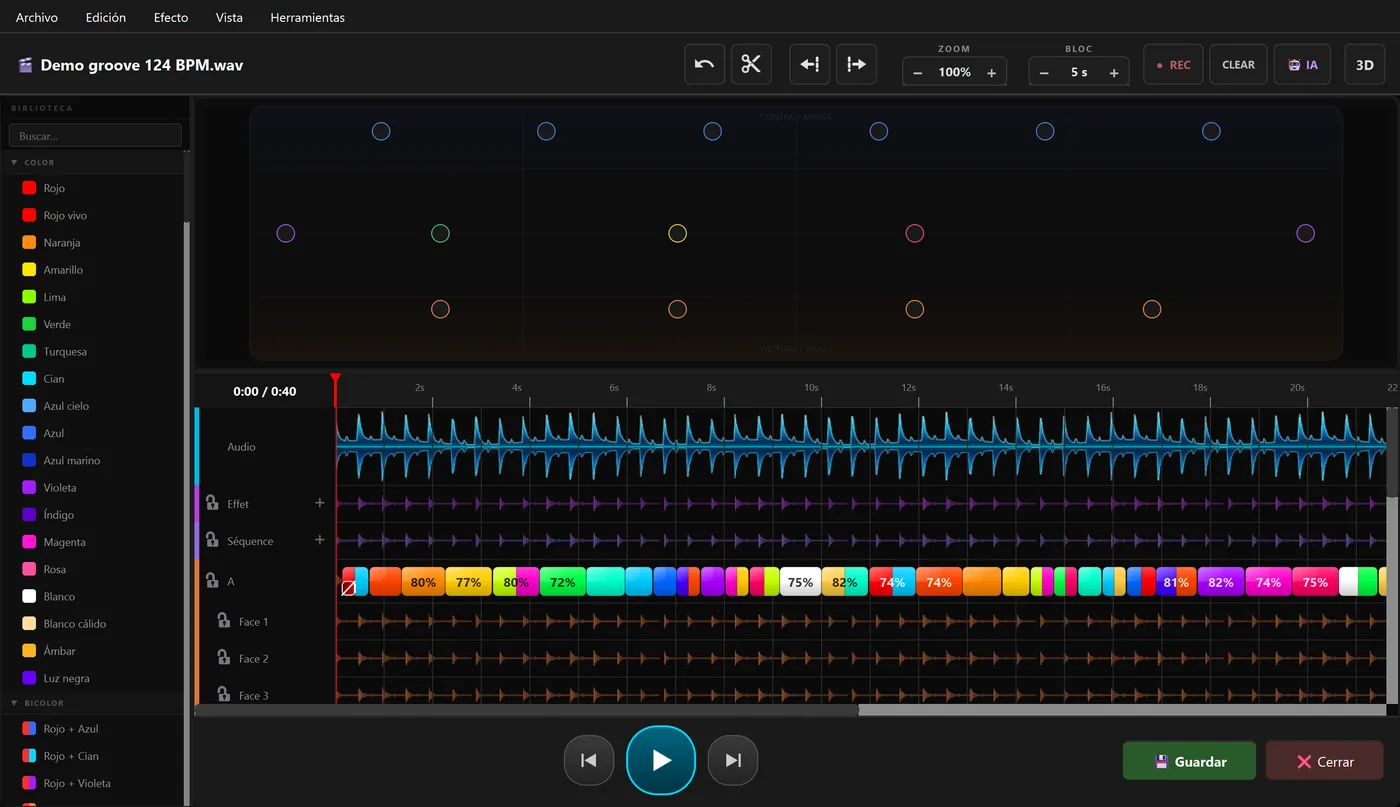 Archivo Edición Efecto Vista Herramientas
Demo groove 124 BPM.wav
ZOOM
− 100% +
BLOC
− 5 s +
REC
CLEAR
IA
3D
BIBLIOTECA
Buscar...
COLOR
Rojo
Rojo vivo
Naranja
Amarillo
Lima
Verde
Turquesa
Cian
Azul cielo
Azul
Azul marino
Violeta
Índigo
Magenta
Rosa
Blanco
Blanco cálido
Ámbar
Luz negra
BICOLOR
Rojo + Azul
Rojo + Cian
Rojo + Violeta
0:00 / 0:40
2s 4s 6s 8s 10s 12s 14s 16s 18s 20s 22
Audio
Effet +
Séquence +
A
80% 77% 80% 72% 75% 82% 74% 74% 81% 82% 74% 75%
Face 1
Face 2
Face 3
Guardar
Cerrar